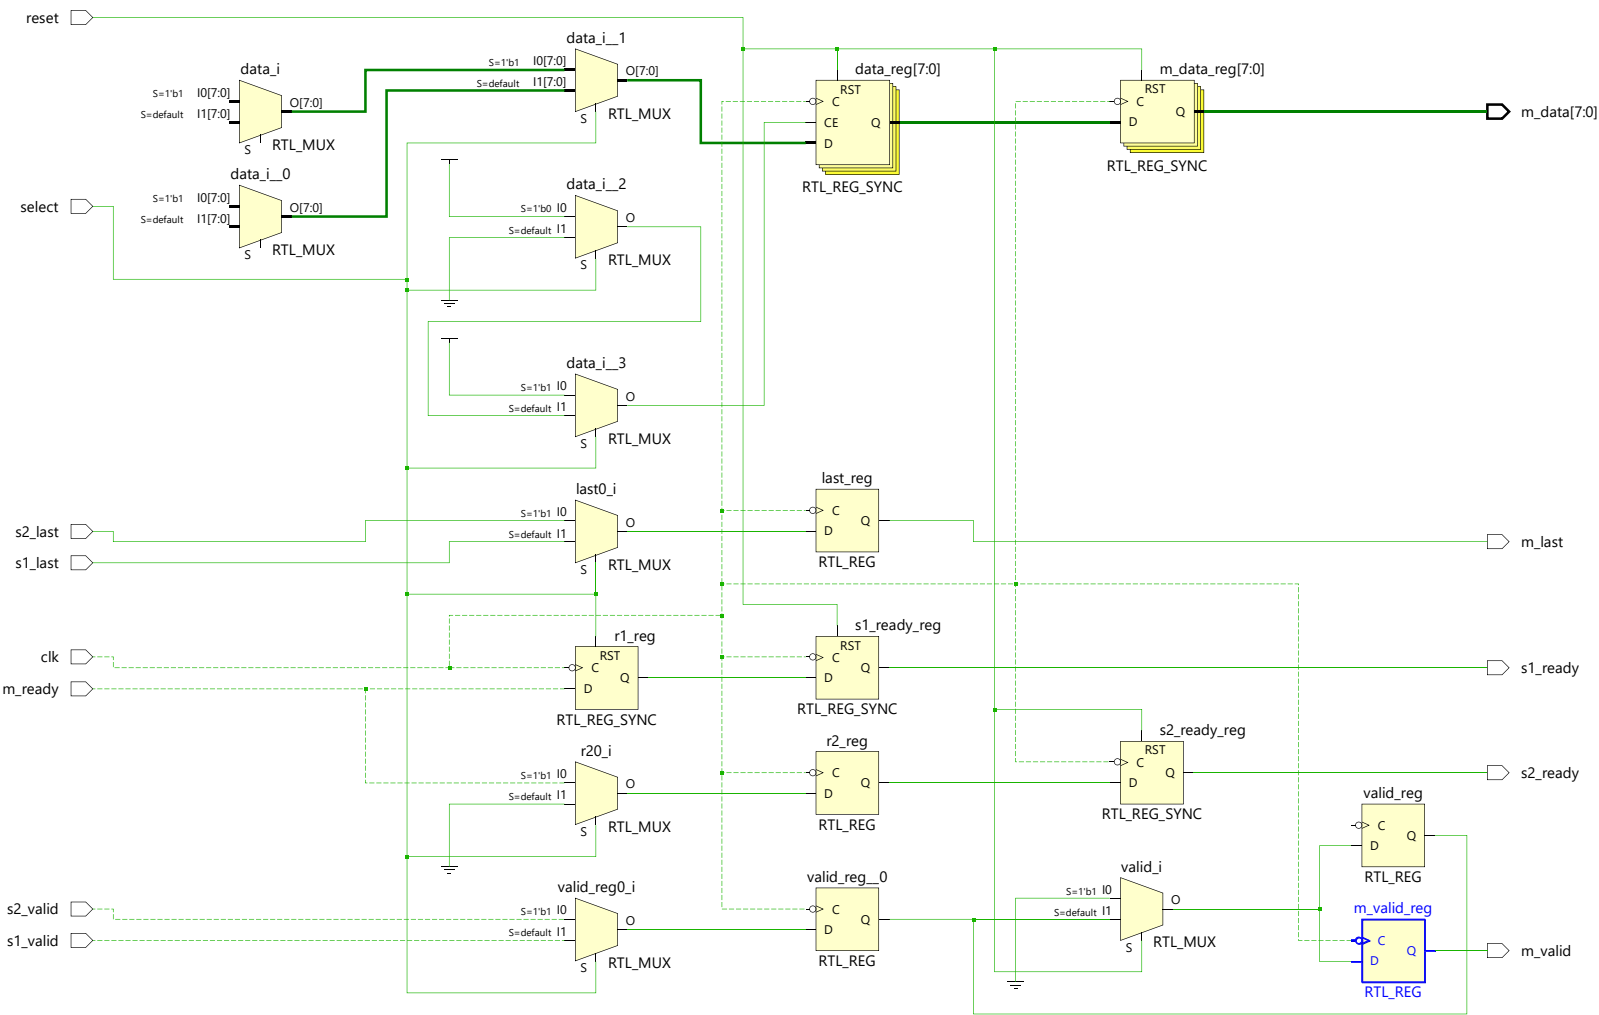 reset
data_i__1
S=1'b1 I0[7:0]
S=default I1[7:0]
O[7:0]
S
RTL_MUX
data_i
S=1'b1 I0[7:0]
S=default I1[7:0]
O[7:0]
S
RTL_MUX
data_reg[7:0]
RST
C
CE
D
Q
RTL_REG_SYNC
m_data_reg[7:0]
RST
C
D
Q
RTL_REG_SYNC
m_data[7:0]
data_i__0
S=1'b1 I0[7:0]
S=default I1[7:0]
O[7:0]
S
RTL_MUX
select
data_i__2
S=1'b0 I0
S=default I1
O
S
RTL_MUX
data_i__3
S=1'b1 I0
S=default I1
O
S
RTL_MUX
last0_i
S=1'b1 I0
S=default I1
O
S
RTL_MUX
s2_last
s1_last
last_reg
C
D
Q
RTL_REG
m_last
clk
m_ready
r1_reg
RST
C
D
Q
RTL_REG_SYNC
s1_ready_reg
RST
C
D
Q
RTL_REG_SYNC
s1_ready
r20_i
S=1'b1 I0
S=default I1
O
S
RTL_MUX
r2_reg
C
D
Q
RTL_REG
s2_ready_reg
RST
C
D
Q
RTL_REG_SYNC
s2_ready
valid_reg
C
D
Q
RTL_REG
s2_valid
s1_valid
valid_reg0_i
S=1'b1 I0
S=default I1
O
S
RTL_MUX
valid_reg__0
C
D
Q
RTL_REG
valid_i
S=1'b1 I0
S=default I1
O
S
RTL_MUX
m_valid_reg
C
D
Q
RTL_REG
m_valid